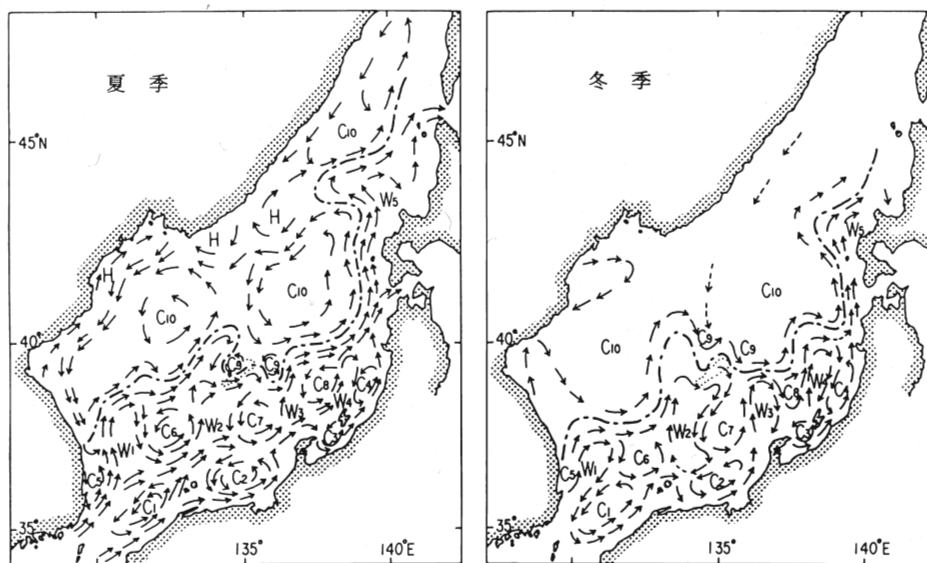 夏 季
45°N
C10
W5
H
H
H
C10
C10
40°
C9 C9
C8 C4
W3 W4
W1 C6 W2 C7
C3
C5 C2
C1
35°
135° 140°E
冬 季
45°N
W5
C10
C9
C9
40°
C10
W4 C4
C8
W3
W2 C7
C3
C6
C5 W1
C2
C1
35°
135° 140°E